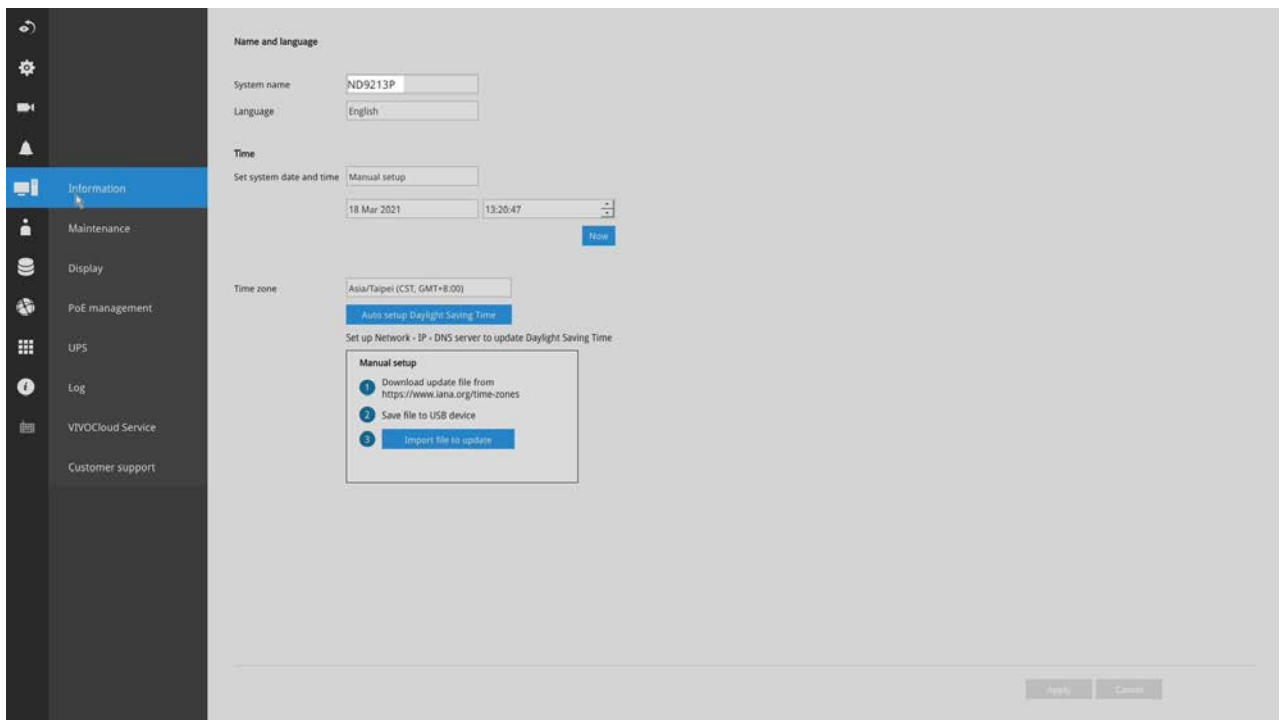 Information
Maintenance
Display
PoE management
UPS
Log
VIVOCloud Service
Customer support
Name and language
System name ND9213P
Language English
Time
Set system date and time Manual setup
18 Mar 2021 13:20:47
Now
Time zone Asia/Taipei (CST, GMT+8:00)
Auto setup Daylight Saving Time
Set up Network - IP - DNS server to update Daylight Saving Time
Manual setup
1 Download update file from
https://www.iana.org/time-zones
2 Save file to USB device
3 Import file to update
Apply Cancel